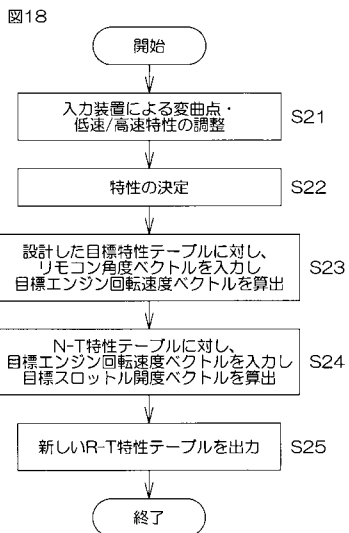 図18
開始
入力装置による変曲点・
低速/高速特性の調整
S21
特性の決定
S22
設計した目標特性テーブルに対し、
リモコン角度ベクトルを入力し
目標エンジン回転速度ベクトルを算出
S23
N-T特性テーブルに対し、
目標エンジン回転速度ベクトルを入力し
目標スロットル開度ベクトルを算出
S24
新しいR-T特性テーブルを出力
S25
終了